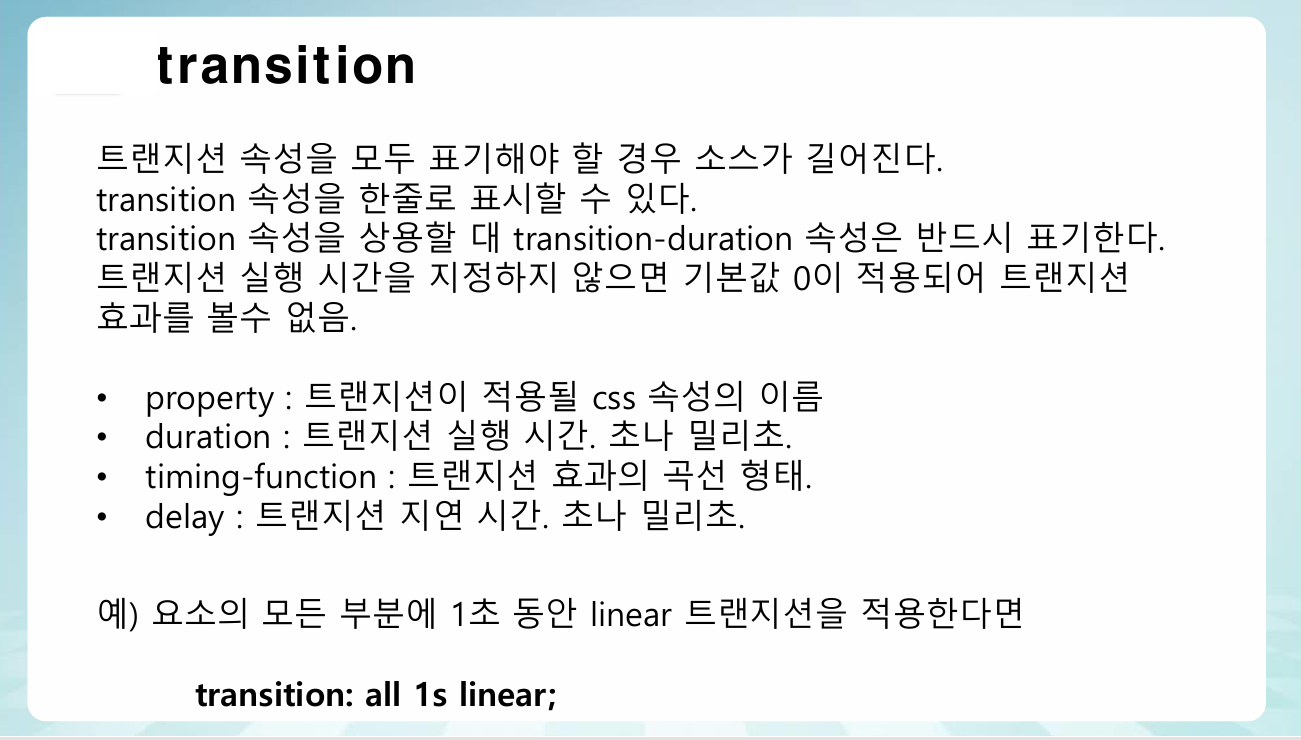 transition
트랜지션 속성을 모두 표기해야 할 경우 소스가 길어진다.
transition 속성을 한줄로 표시할 수 있다.
transition 속성을 상용할 대 transition-duration 속성은 반드시 표기한다.
트랜지션 실행 시간을 지정하지 않으면 기본값 0이 적용되어 트랜지션
효과를 볼수 없음.
• property : 트랜지션이 적용될 css 속성의 이름
• duration : 트랜지션 실행 시간. 초나 밀리초.
• timing-function : 트랜지션 효과의 곡선 형태.
• delay : 트랜지션 지연 시간. 초나 밀리초.
예) 요소의 모든 부분에 1초 동안 linear 트랜지션을 적용한다면
transition: all 1s linear;